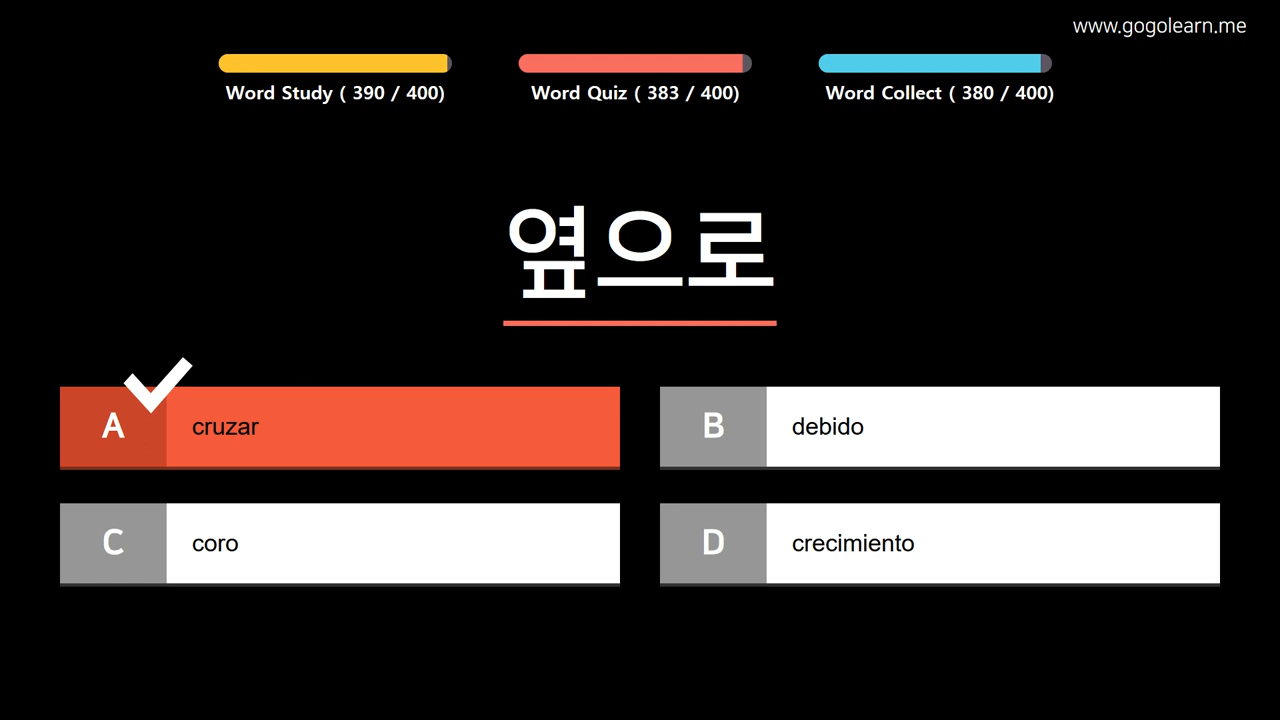 www.gogolearn.me
Word Study ( 390 / 400)
Word Quiz ( 383 / 400)
Word Collect ( 380 / 400)
옆으로
A cruzar
B debido
C coro
D crecimiento